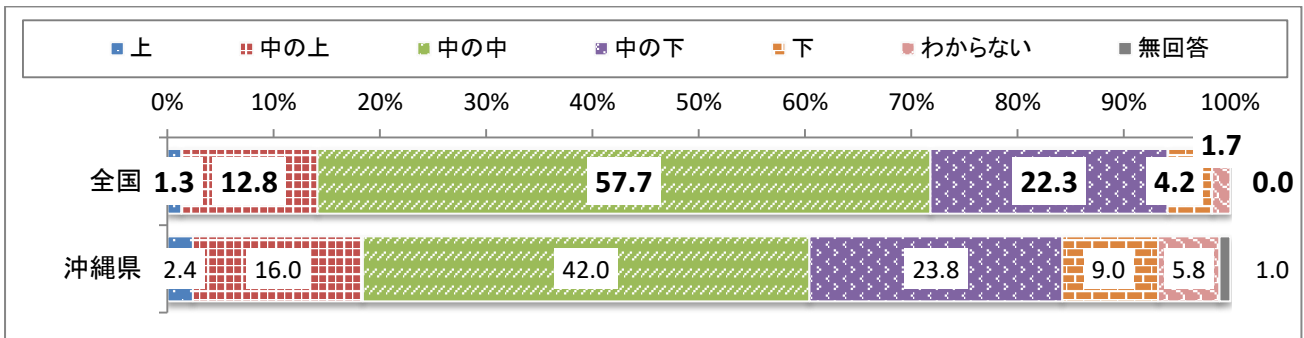 上 中の上 中の中 中の下 下 わからない 無回答
0% 10% 20% 30% 40% 50% 60% 70% 80% 90% 100%
全国 1.3 12.8 57.7 22.3 4.2 1.7 0.0
沖縄県 2.4 16.0 42.0 23.8 9.0 5.8 1.0